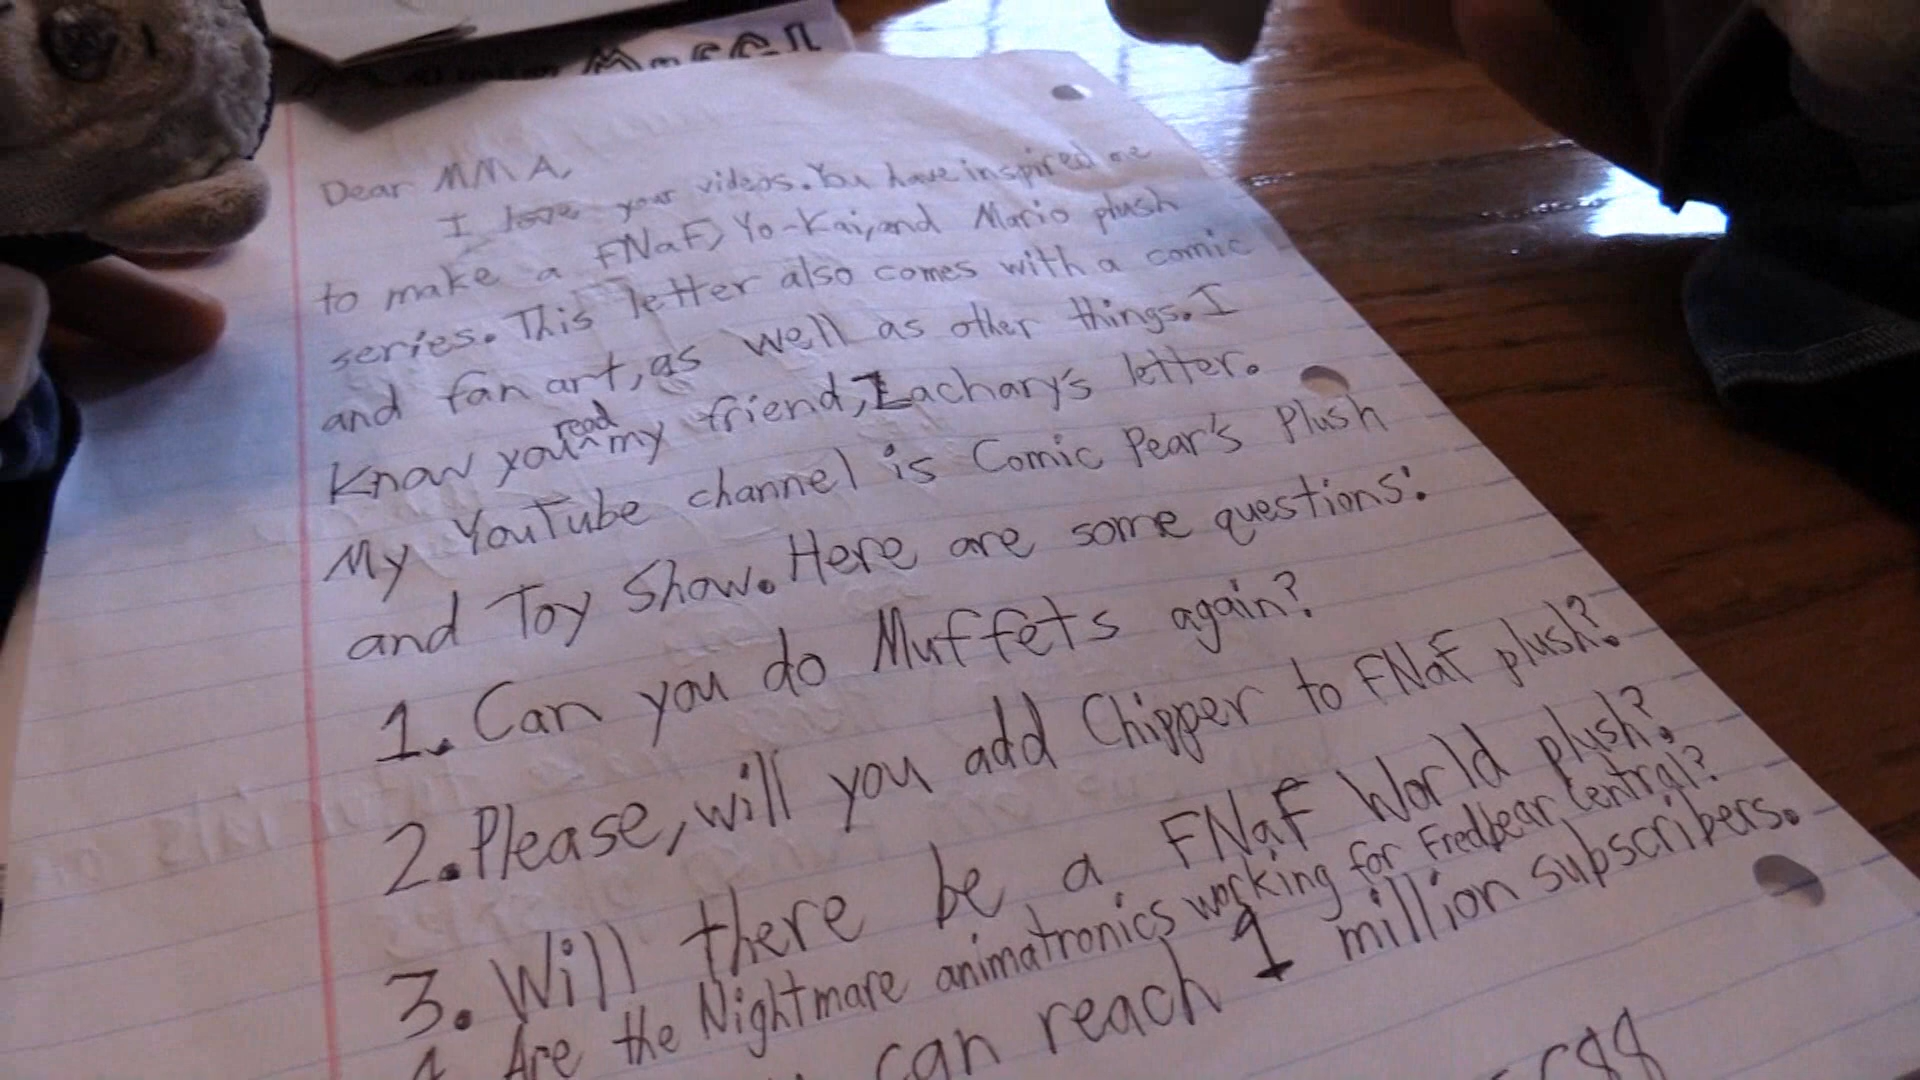 Dear MMA,
I love your videos. You have inspired me
to make a FNaF, Yo-Kai, and Mario plush
series. This letter also comes with a comic
and fan art, as well as other things. I
Know you read my friend, Zachary's letter.
My YouTube channel is Comic Pear's Plush
and Toy Show. Here are some questions:
1. Can you do Muffets again?
2. Please, will you add Chipper to FNaF plush?
3. Will there be a FNaF World plush?
4. Are the Nightmare animatronics working for Fredbear Central?
can reach 1 million subscribers.